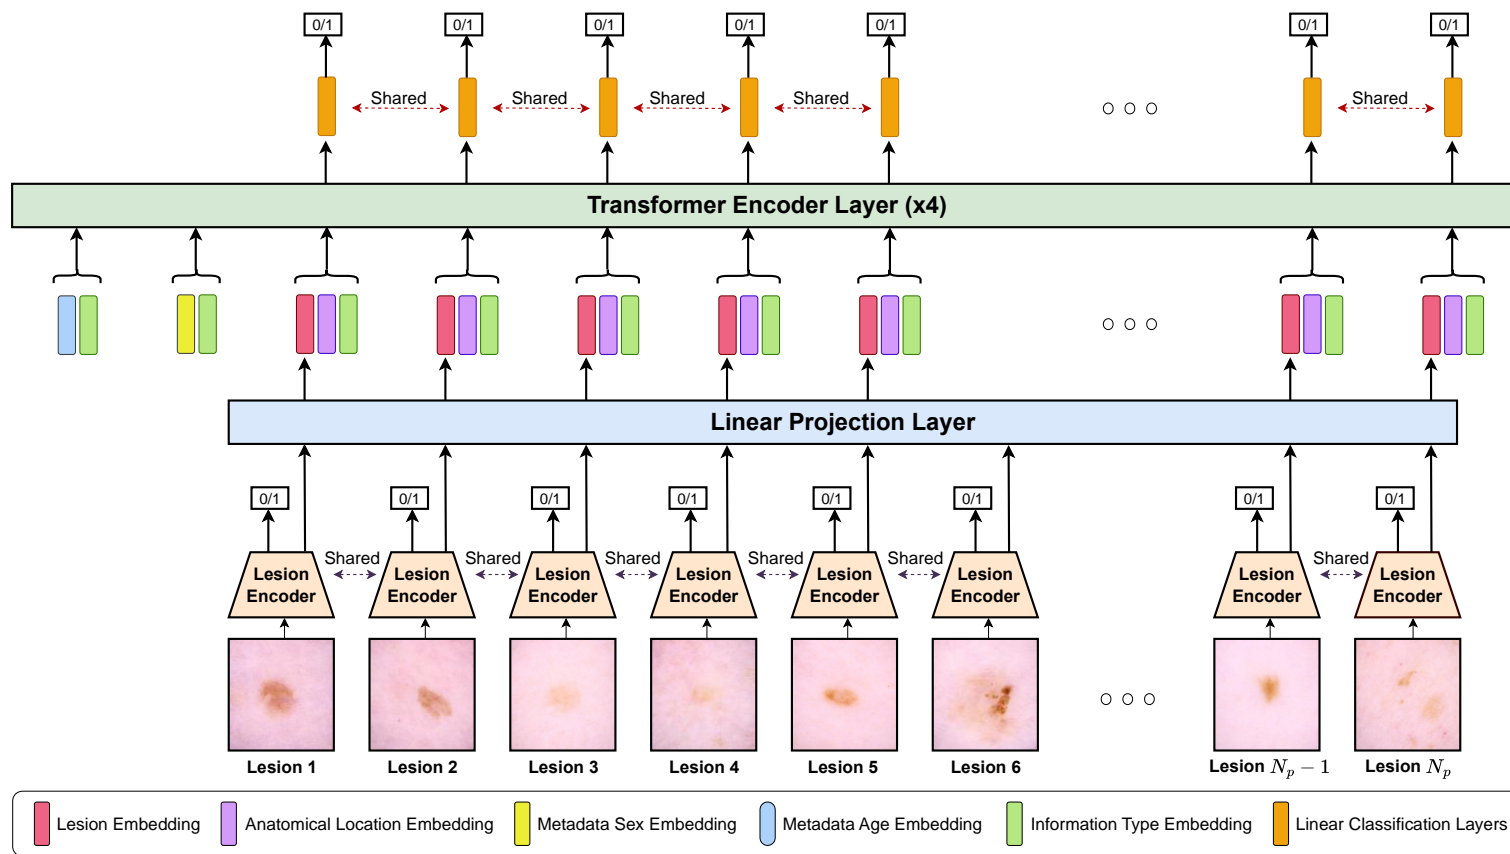 0/1 0/1 0/1 0/1 0/1 0/1 0/1
Shared Shared Shared Shared Shared
Transformer Encoder Layer (x4)
Linear Projection Layer
0/1 0/1 0/1 0/1 0/1 0/1 0/1 0/1
Shared Shared Shared Shared Shared Shared
Lesion Lesion Lesion Lesion Lesion Lesion Lesion Lesion
Encoder Encoder Encoder Encoder Encoder Encoder Encoder Encoder
Lesion 1 Lesion 2 Lesion 3 Lesion 4 Lesion 5 Lesion 6 Lesion $N_p - 1$ Lesion $N_p$
Lesion Embedding Anatomical Location Embedding Metadata Sex Embedding Metadata Age Embedding Information Type Embedding Linear Classification Layers